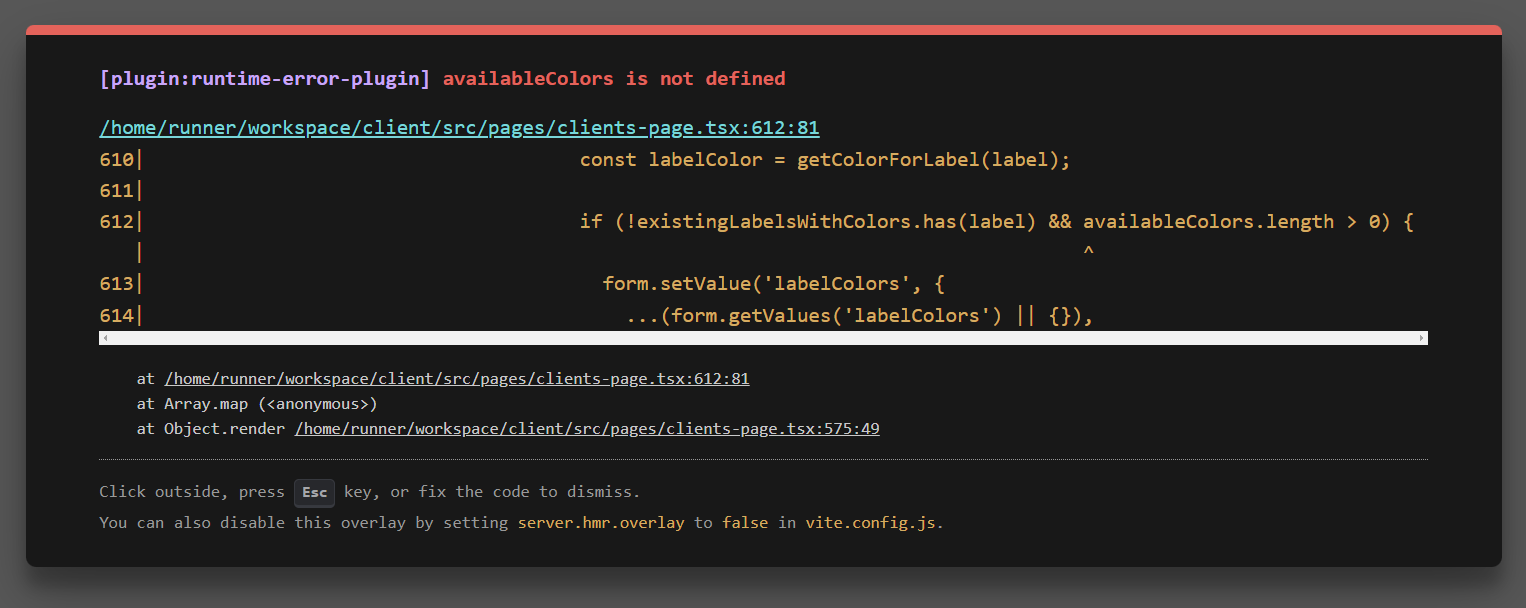 [plugin:runtime-error-plugin] availableColors is not defined
/home/runner/workspace/client/src/pages/clients-page.tsx:612:81
610|                                      const labelColor = getColorForLabel(label);
611|
612|                                      if (!existingLabelsWithColors.has(label) && availableColors.length > 0) {
   |                                                                                  ^
613|                                        form.setValue('labelColors', {
614|                                          ...(form.getValues('labelColors') || {}),
at /home/runner/workspace/client/src/pages/clients-page.tsx:612:81
at Array.map (<anonymous>)
at Object.render /home/runner/workspace/client/src/pages/clients-page.tsx:575:49
Click outside, press Esc key, or fix the code to dismiss.
You can also disable this overlay by setting server.hmr.overlay to false in vite.config.js.